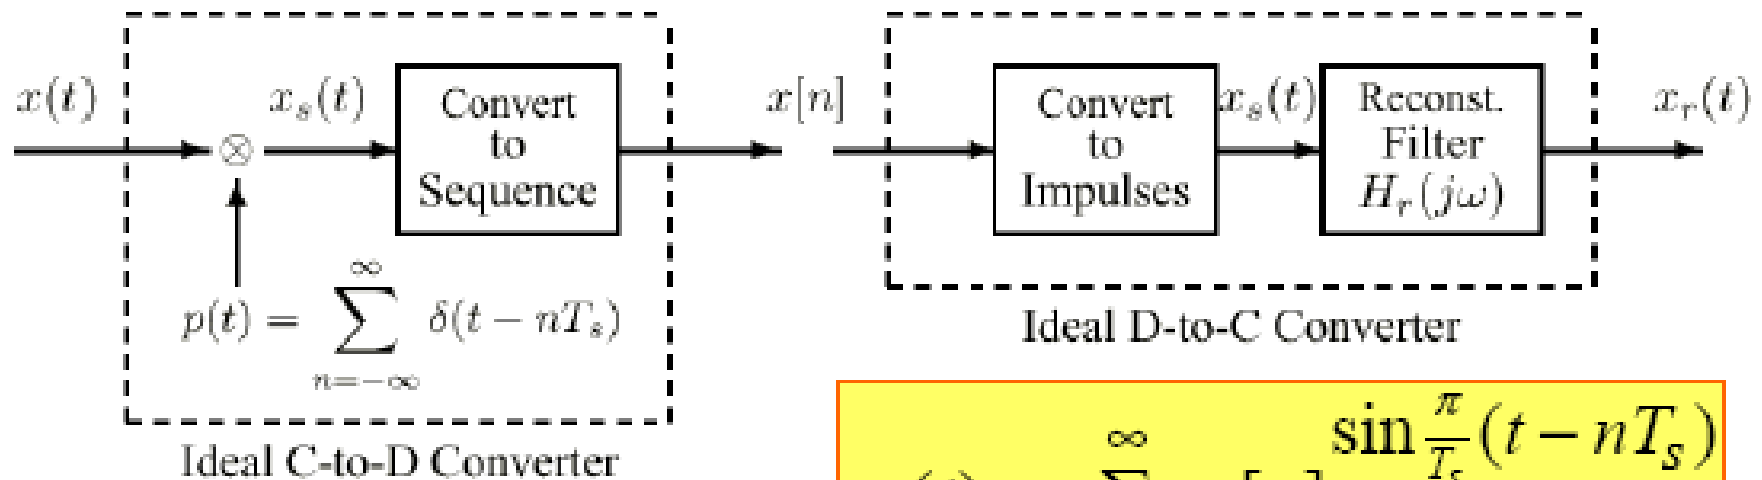 x(t)
x_s(t)
Convert
to
Sequence
x[n]
⊗
p(t) = ∑_{n=-∞}^{∞} δ(t − nT_s)
Ideal C-to-D Converter
Convert
to
Impulses
x_s(t)
Reconst.
Filter
H_r(jω)
x_r(t)
Ideal D-to-C Converter
∞ sin π/T_s (t − nT_s)